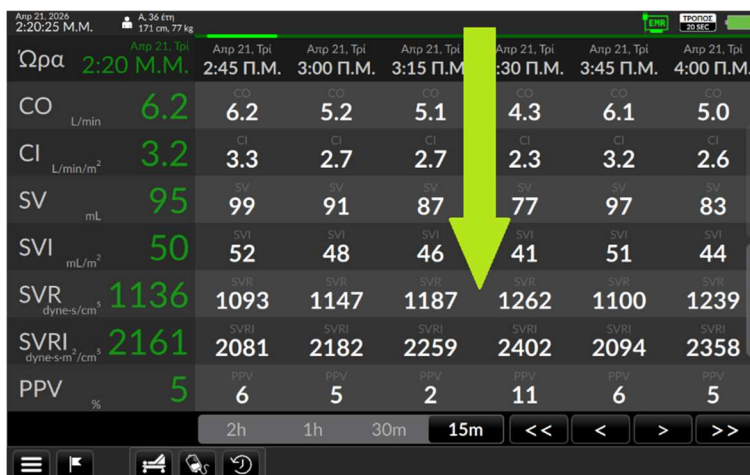 Απρ 21, 2026
2:20:25 Μ.Μ.
Α, 36 έτη
171 cm, 77 kg
EMR
ΤΡΟΠΟΣ
20 SEC
Ώρα
Απρ 21, Τρί
2:20 Μ.Μ.
Απρ 21, Τρί
2:45 Π.Μ.
Απρ 21, Τρί
3:00 Π.Μ.
Απρ 21, Τρί
3:15 Π.Μ
Απρ 21, Τρί
:30 Π.Μ.
Απρ 21, Τρί
3:45 Π.Μ.
Απρ 21, Τρί
4:00 Π.Μ.
CO L/min 6.2
CO CO CO CO CO CO
6.2 5.2 5.1 4.3 6.1 5.0
CI L/min/m² 3.2
CI CI CI CI CI CI
3.3 2.7 2.7 2.3 3.2 2.6
SV mL 95
SV SV SV SV SV SV
99 91 87 77 97 83
SVI mL/m² 50
SVI SVI SVI SVI SVI SVI
52 48 46 41 51 44
SVR dyne-s/cm⁵ 1136
SVR SVR SVR SVR SVR SVR
1093 1147 1187 1262 1100 1239
SVRI dyne-s-m²/cm⁵ 2161
SVRI SVRI SVRI SVRI SVRI SVRI
2081 2182 2259 2402 2094 2358
PPV % 5
PPV PPV PPV PPV PPV PPV
6 5 2 11 6 5
2h 1h 30m 15m << < > >>